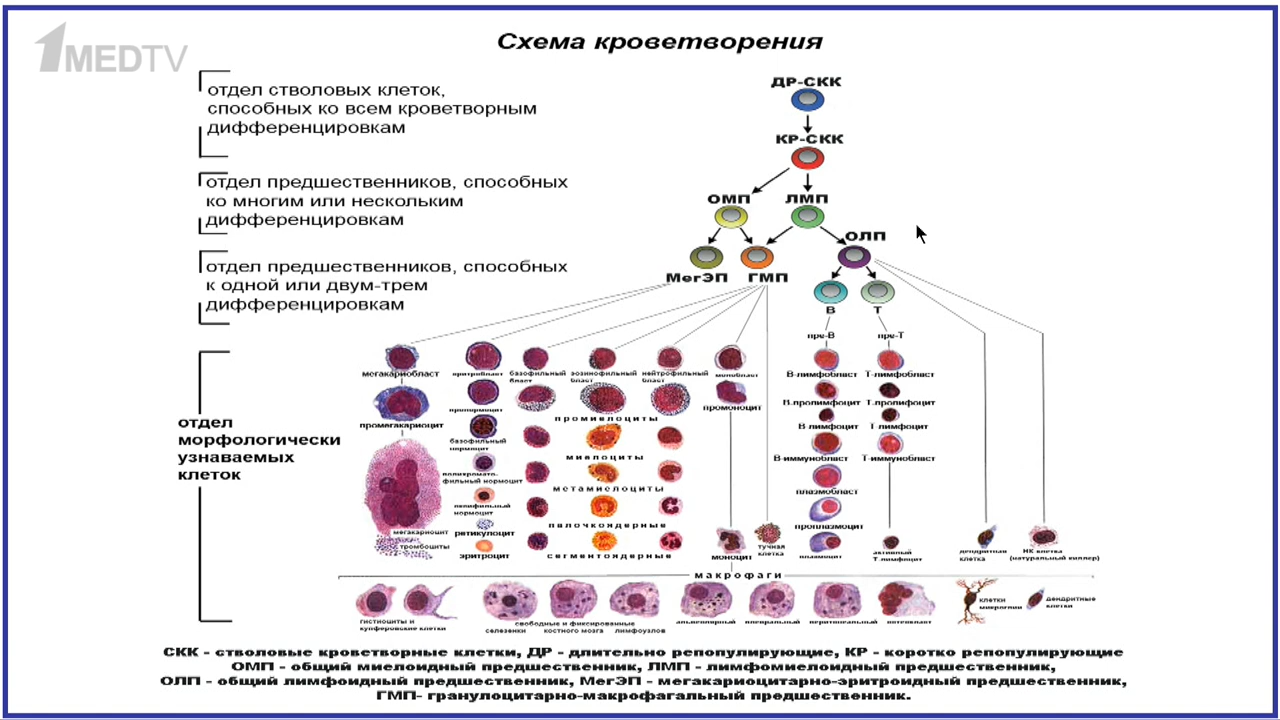 1MEDTV
Схема кроветворения
ДР-СКК
отдел стволовых клеток,
способных ко всем кроветворным
дифференцировкам
КР-СКК
отдел предшественников, способных
ко многим или нескольким
дифференцировкам
ОМП ЛМП
ОЛП
отдел предшественников, способных
к одной или двум-трем
дифференцировкам
МегЭП ГМП
В Т
пре-В пре-Т
отдел
морфологически
узнаваемых
клеток
мегакариобласт
эритробласт
базофильный
бласт
эозинофильный
бласт
нейтрофильный
бласт
монобласт
В-лимфобласт Т-лимфобласт
промегакариоцит
пронормоцит
промиелоциты
промоноцит
В-пролимфоцит
В-лимфоцит Т-лимфоцит
базофильный
нормоцит
миелоциты
В-иммунобласт Т-иммунобласт
фильный нормоцит
метамиелоциты
плазмобласт
нормоцит
мегакариоцит
ретикулоцит
палочкоядерные
проплазмоцит
тромбоциты
эритроцит
сегментоядерные
моноцит
тучная
клетка
плазмоцит
активный
Т-лимфоцит
дендритная
клетка
НК клетка
(натуральный киллер)
макрофаги
гистиоциты и
купферовские клетки
свободные и фиксированные
селезенки костного мозга лимфоузлов
альвеолярный плевральный перитонеальный остеокласт
клетки
микроглии
дендритные
клетки
СКК - стволовые кроветворные клетки, ДР - длительно репопулирующие, КР - коротко репопулирующие
ОМП - общий миелоидный предшественник, ЛМП - лимфомиелоидный предшественник,
ОЛП - общий лимфоидный предшественник, МегЭП - мегакариоцитарно-эритроидный предшественник,
ГМП- гранулоцитарно-макрофагальный предшественник.